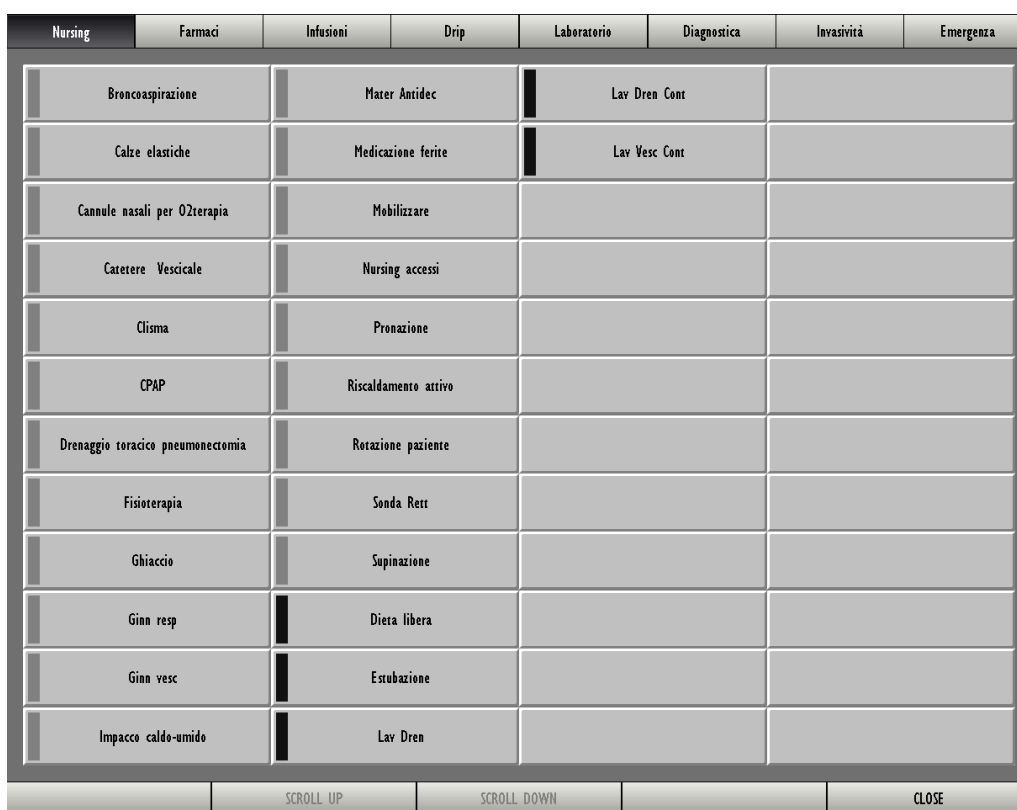 Nursing
Farmaci
Infusioni
Drip
Laboratorio
Diagnostica
Invasività
Emergenza
Broncoaspirazione
Mater Antidec
Lav Dren Cont
Calze elastiche
Medicazione ferite
Lav Vesc Cont
Cannule nasali per O2terapia
Mobilizzare
Catetere Vescicale
Nursing accessi
Clisma
Pronazione
CPAP
Riscaldamento attivo
Drenaggio toracico pneumonectomia
Rotazione paziente
Fisioterapia
Sonda Rett
Ghiaccio
Supinazione
Ginn resp
Dieta libera
Ginn vesc
Estubazione
Impacco caldo-umido
Lav Dren
SCROLL UP
SCROLL DOWN
CLOSE